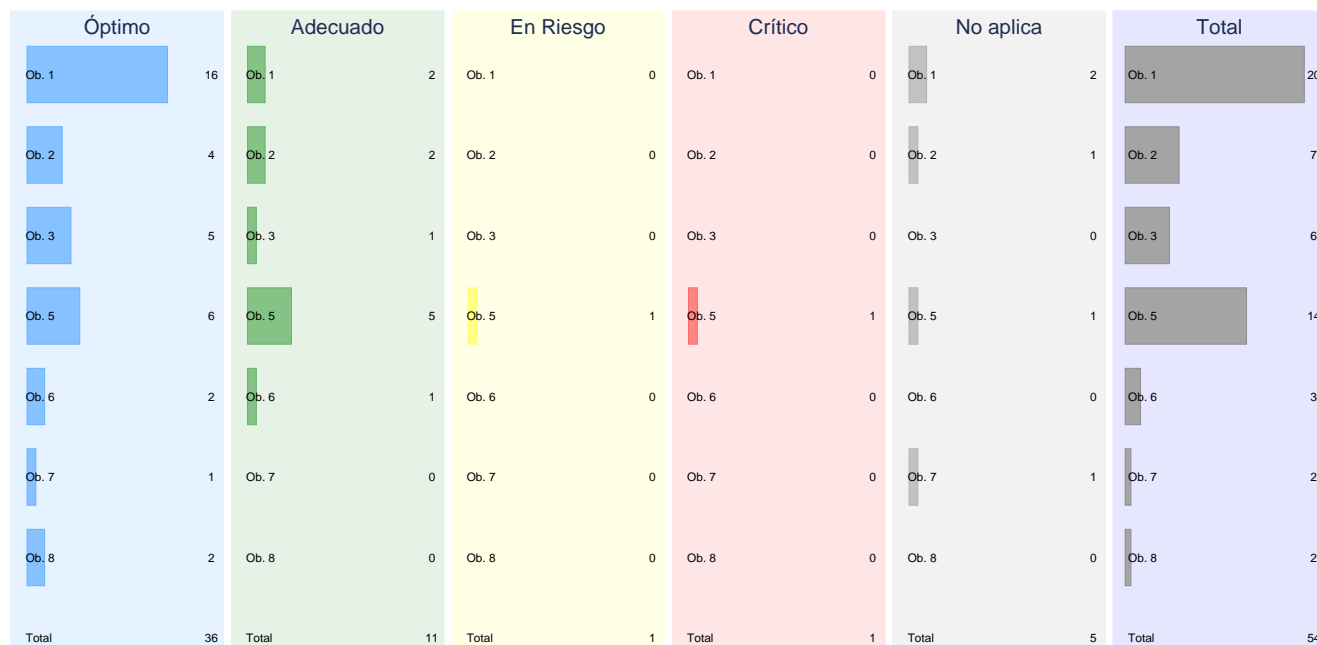 Óptimo Adecuado En Riesgo Crítico No aplica Total
Ob. 1 16 Ob. 1 2 Ob. 1 0 Ob. 1 0 Ob. 1 2 Ob. 1 20
Ob. 2 4 Ob. 2 2 Ob. 2 0 Ob. 2 0 Ob. 2 1 Ob. 2 7
Ob. 3 5 Ob. 3 1 Ob. 3 0 Ob. 3 0 Ob. 3 0 Ob. 3 6
Ob. 5 6 Ob. 5 5 Ob. 5 1 Ob. 5 1 Ob. 5 1 Ob. 5 14
Ob. 6 2 Ob. 6 1 Ob. 6 0 Ob. 6 0 Ob. 6 0 Ob. 6 3
Ob. 7 1 Ob. 7 0 Ob. 7 0 Ob. 7 0 Ob. 7 1 Ob. 7 2
Ob. 8 2 Ob. 8 0 Ob. 8 0 Ob. 8 0 Ob. 8 0 Ob. 8 2
Total 36 Total 11 Total 1 Total 1 Total 5 Total 54